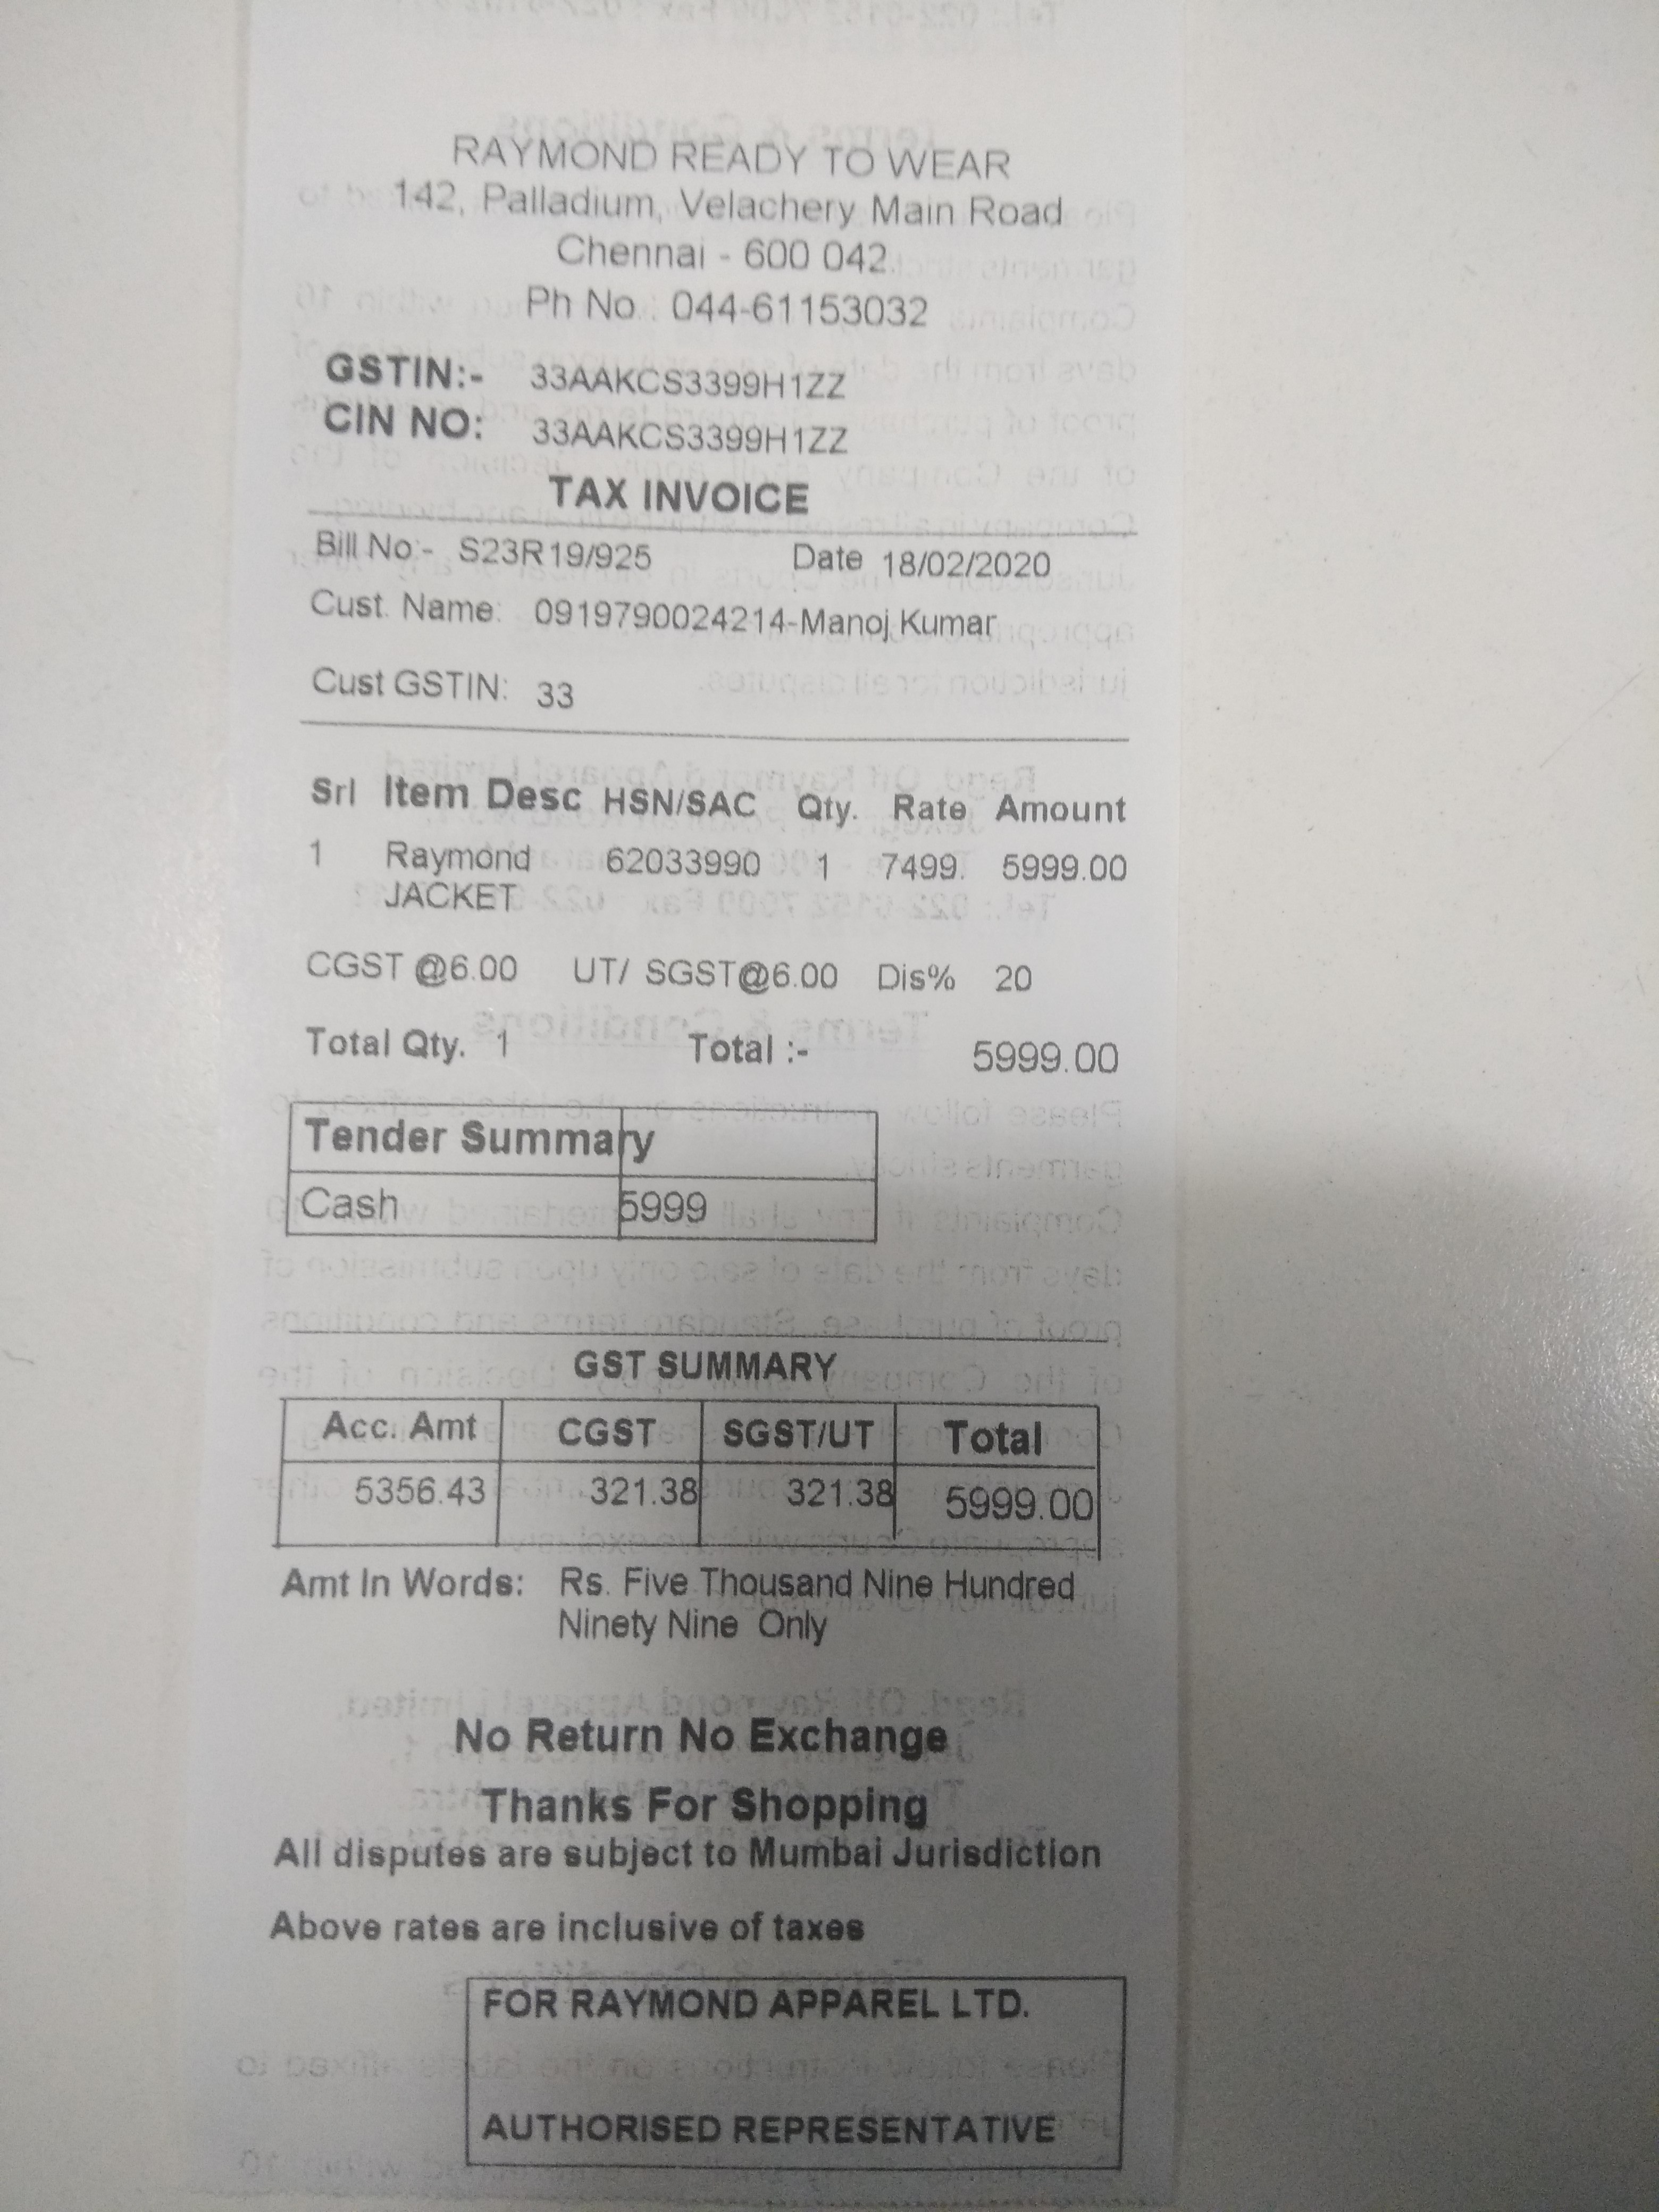 RAYMOND READY TO WEAR
142, Palladium, Velachery Main Road
Chennai - 600 042.
Ph No.: 044-61153032
GSTIN:- 33AAKCS3399H1ZZ
CIN NO: 33AAKCS3399H1ZZ
TAX INVOICE
Bill No:- S23R19/925 Date 18/02/2020
Cust. Name: 0919790024214-Manoj Kumar
Cust GSTIN: 33
Srl Item Desc HSN/SAC Qty. Rate Amount
1 Raymond 62033990 1 7499. 5999.00
JACKET
CGST @6.00 UT/ SGST@6.00 Dis% 20
Total Qty. 1 Total :- 5999.00
Tender Summary
Cash 5999
GST SUMMARY
Acc. Amt CGST SGST/UT Total
5356.43 321.38 321.38 5999.00
Amt In Words: Rs. Five Thousand Nine Hundred
Ninety Nine Only
No Return No Exchange
Thanks For Shopping
All disputes are subject to Mumbai Jurisdiction
Above rates are inclusive of taxes
FOR RAYMOND APPAREL LTD.
AUTHORISED REPRESENTATIVE